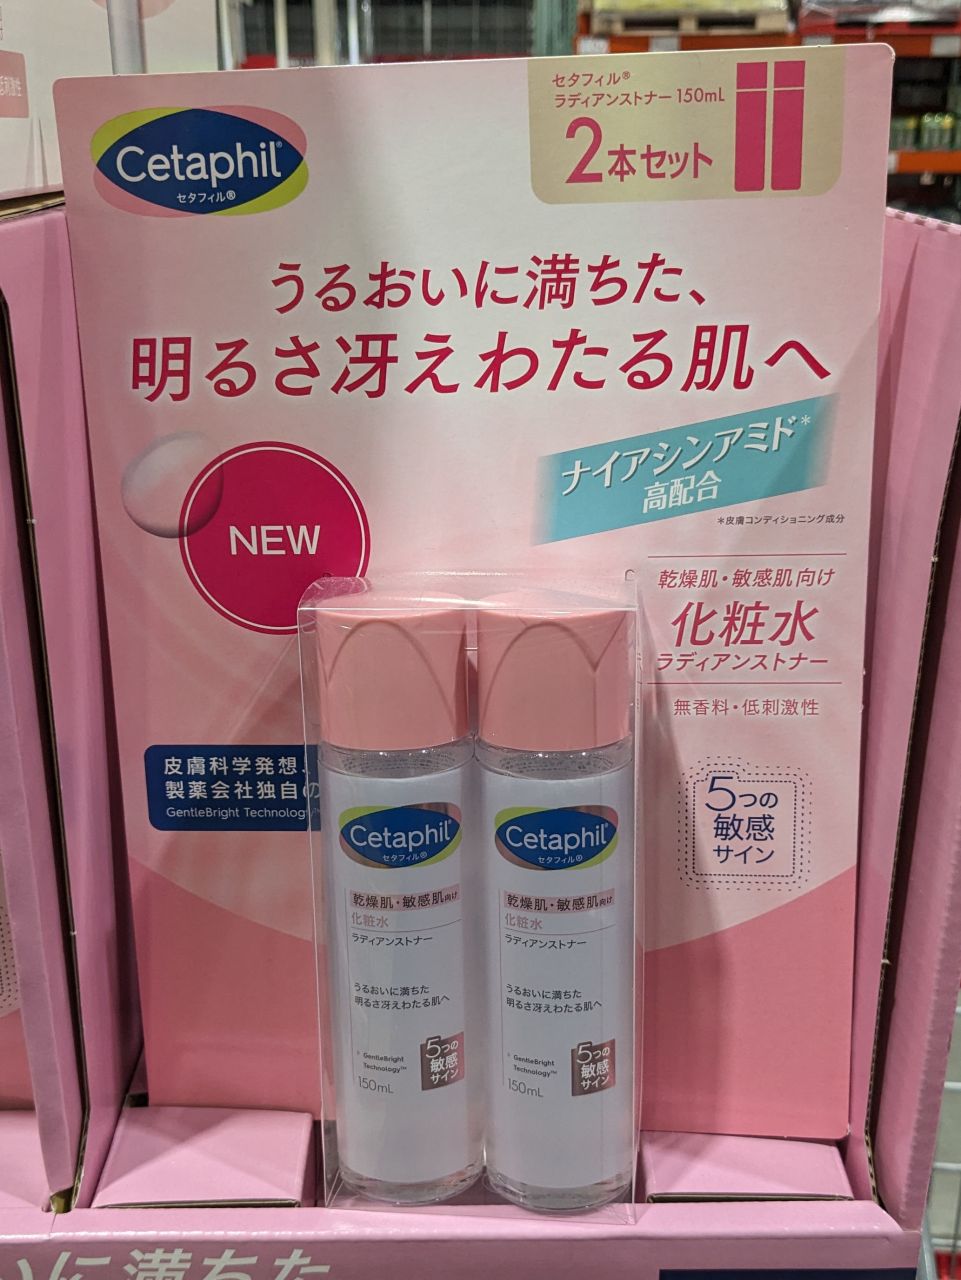 Cetaphil®
セタフィル®
セタフィル®
ラディアンストナー 150mL
2本セット
うるおいに満ちた、
明るさ冴えわたる肌へ
ナイアシンアミド*
高配合
*皮膚コンディショニング成分
NEW
乾燥肌・敏感肌向け
化粧水
ラディアンストナー
無香料・低刺激性
皮膚科学発想、
製薬会社独自の
GentleBright Technology™
5つの
敏感
サイン
Cetaphil®
セタフィル®
乾燥肌・敏感肌向け
化粧水
ラディアンストナー
うるおいに満ちた
明るさ冴えわたる肌へ
GentleBright
Technology™
150mL
5つの
敏感
サイン
Cetaphil®
セタフィル®
乾燥肌・敏感肌向け
化粧水
ラディアンストナー
うるおいに満ちた
明るさ冴えわたる肌へ
GentleBright
Technology™
150mL
5つの
敏感
サイン
いに満ちた